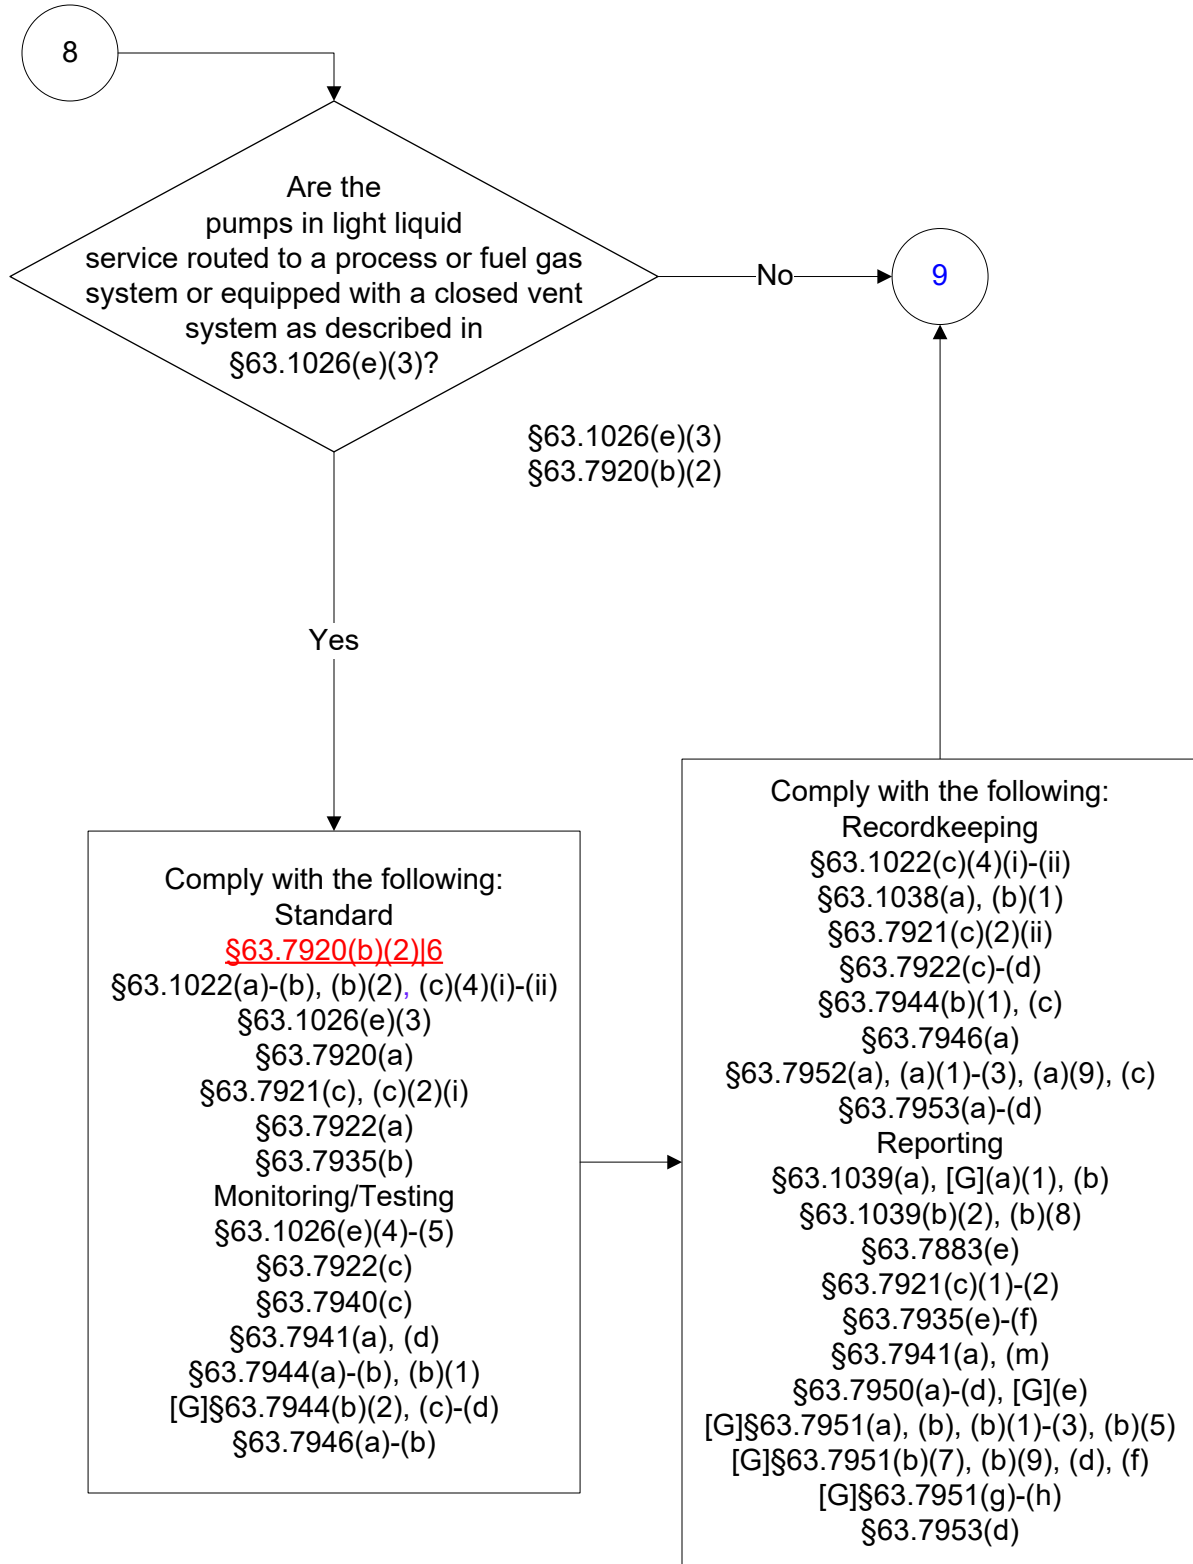 8
Are the
pumps in light liquid
service routed to a process or fuel gas
system or equipped with a closed vent
system as described in
§63.1026(e)(3)?
No
9
§63.1026(e)(3)
§63.7920(b)(2)
Yes
Comply with the following:
Standard
§63.7920(b)(2)|6
§63.1022(a)-(b), (b)(2), (c)(4)(i)-(ii)
§63.1026(e)(3)
§63.7920(a)
§63.7921(c), (c)(2)(i)
§63.7922(a)
§63.7935(b)
Monitoring/Testing
§63.1026(e)(4)-(5)
§63.7922(c)
§63.7940(c)
§63.7941(a), (d)
§63.7944(a)-(b), (b)(1)
[G]§63.7944(b)(2), (c)-(d)
§63.7946(a)-(b)
Comply with the following:
Recordkeeping
§63.1022(c)(4)(i)-(ii)
§63.1038(a), (b)(1)
§63.7921(c)(2)(ii)
§63.7922(c)-(d)
§63.7944(b)(1), (c)
§63.7946(a)
§63.7952(a), (a)(1)-(3), (a)(9), (c)
§63.7953(a)-(d)
Reporting
§63.1039(a), [G](a)(1), (b)
§63.1039(b)(2), (b)(8)
§63.7883(e)
§63.7921(c)(1)-(2)
§63.7935(e)-(f)
§63.7941(a), (m)
§63.7950(a)-(d), [G](e)
[G]§63.7951(a), (b), (b)(1)-(3), (b)(5)
[G]§63.7951(b)(7), (b)(9), (d), (f)
[G]§63.7951(g)-(h)
§63.7953(d)